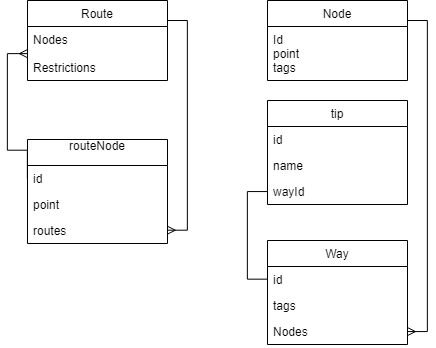 Route
Nodes
Restrictions
routeNode
id
point
routes
Node
Id
point
tags
tip
id
name
wayId
Way
id
tags
Nodes